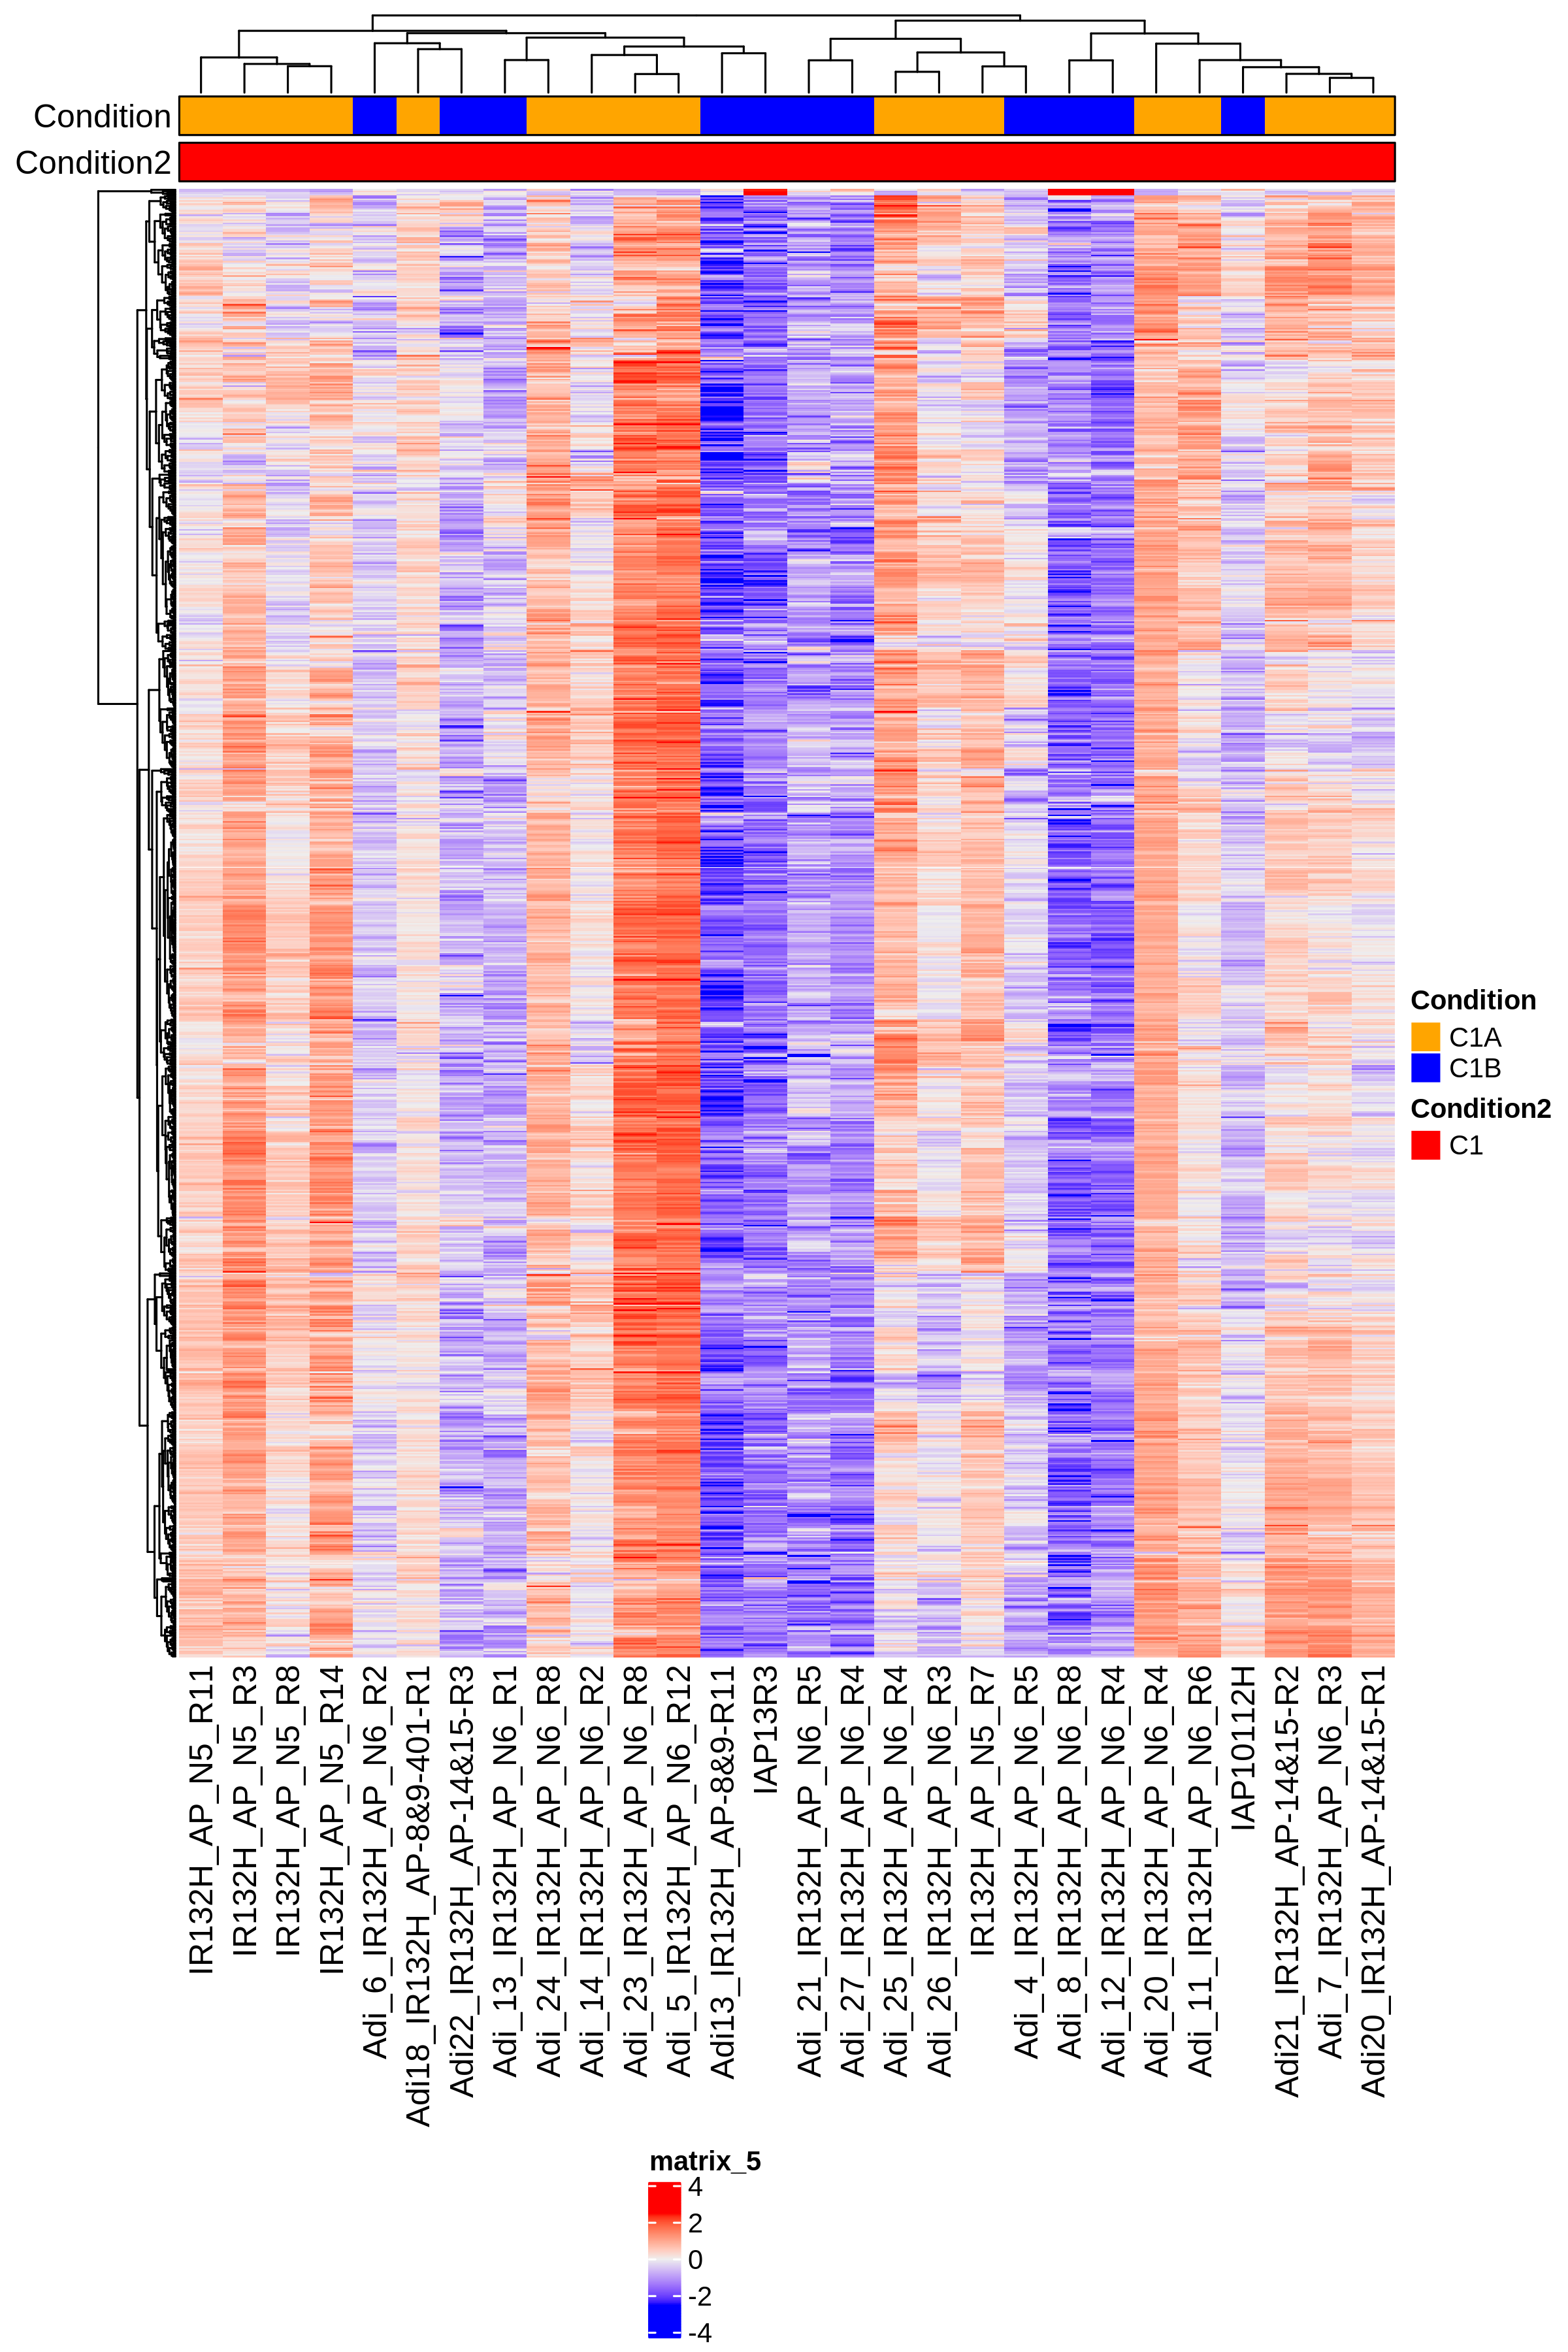 Condition
Condition2
Condition
C1A
C1B
Condition2
C1
IR132H_AP_N5_R11
IR132H_AP_N5_R3
IR132H_AP_N5_R8
IR132H_AP_N5_R14
Adi_6_IR132H_AP_N6_R2
Adi18_IR132H_AP-8&9-401-R1
Adi22_IR132H_AP-14&15-R3
Adi_13_IR132H_AP_N6_R1
Adi_24_IR132H_AP_N6_R8
Adi_14_IR132H_AP_N6_R2
Adi_23_IR132H_AP_N6_R8
Adi_5_IR132H_AP_N6_R12
Adi13_IR132H_AP-8&9-R11
IAP13R3
Adi_21_IR132H_AP_N6_R5
Adi_27_IR132H_AP_N6_R4
Adi_25_IR132H_AP_N6_R4
Adi_26_IR132H_AP_N6_R3
IR132H_AP_N5_R7
Adi_4_IR132H_AP_N6_R5
Adi_8_IR132H_AP_N6_R8
Adi_12_IR132H_AP_N6_R4
Adi_20_IR132H_AP_N6_R4
Adi_11_IR132H_AP_N6_R6
IAP10112H
Adi21_IR132H_AP-14&15-R2
Adi_7_IR132H_AP_N6_R3
Adi20_IR132H_AP-14&15-R1
matrix_5
4
2
0
-2
-4